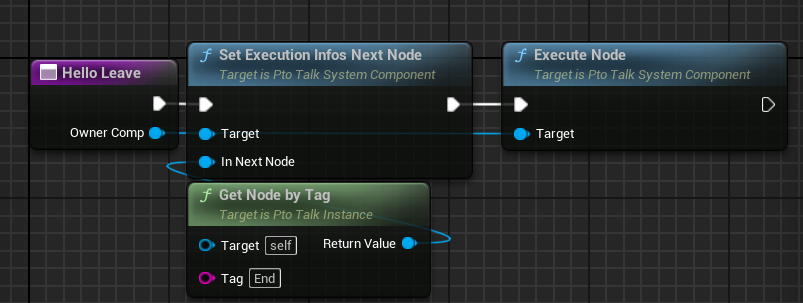 Hello Leave
Owner Comp
f Set Execution Infos Next Node
Target is Pto Talk System Component
Target
In Next Node
f Execute Node
Target is Pto Talk System Component
Target
f Get Node by Tag
Target is Pto Talk Instance
Target self Return Value
Tag End